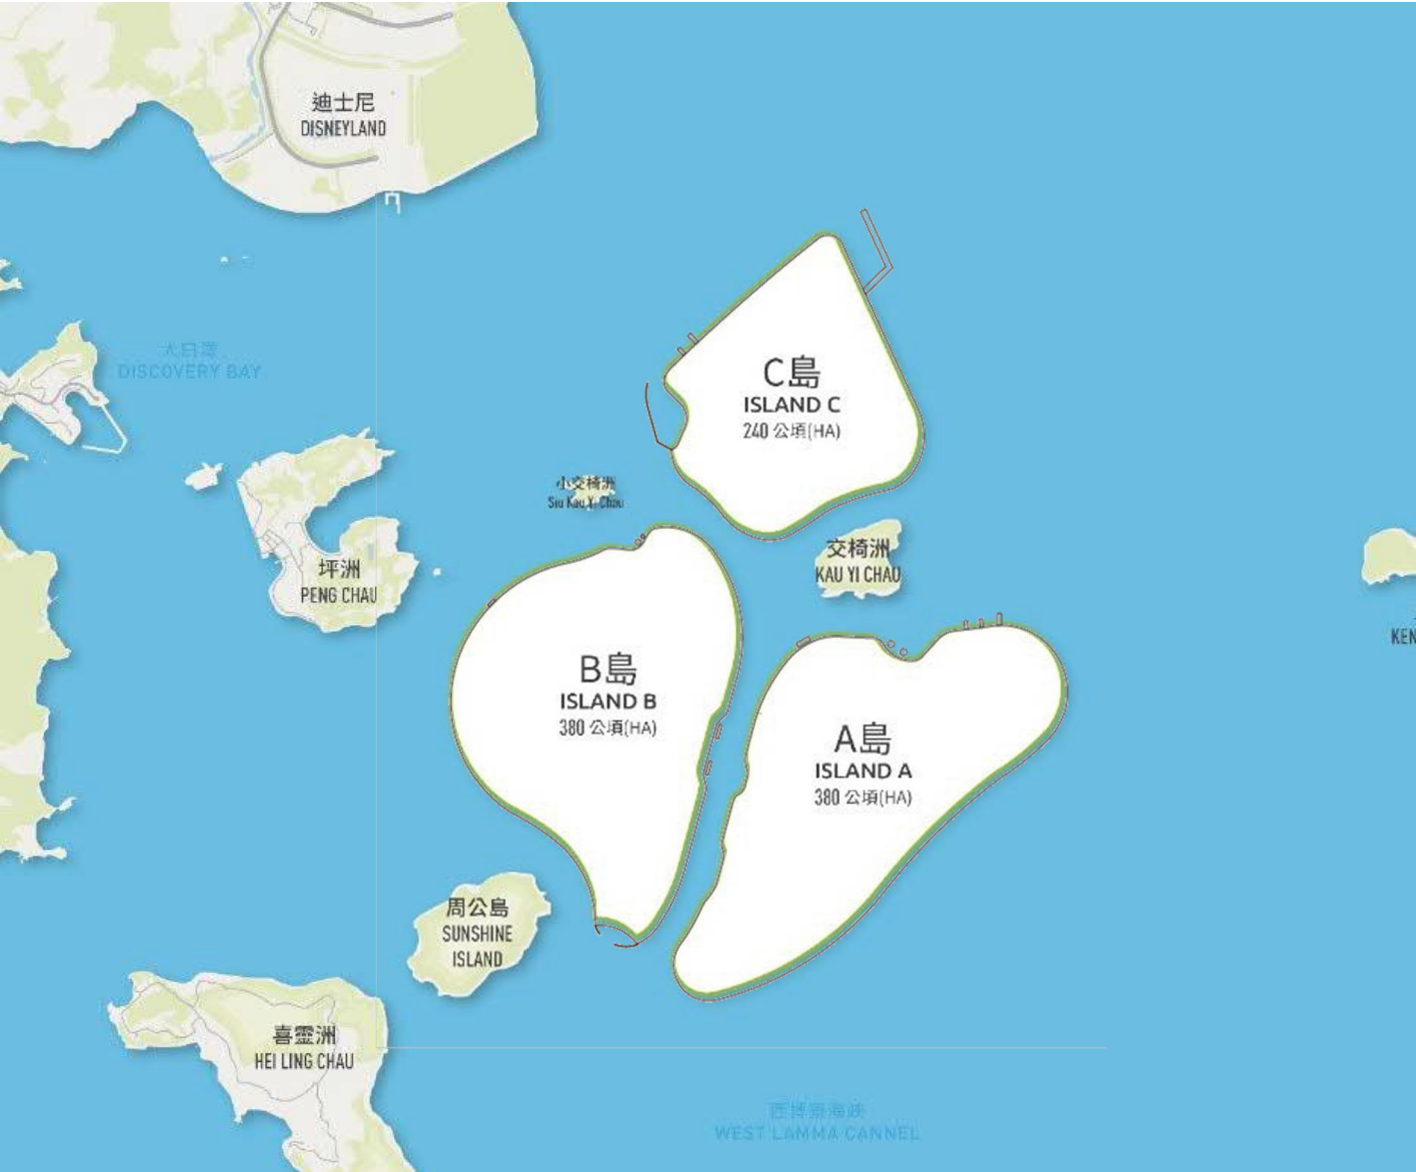 迪士尼
DISNEYLAND
大白灣
DISCOVERY BAY
C島
ISLAND C
240 公頃(HA)
小交椅洲
Siu Kau Yi Chau
交椅洲
KAU YI CHAU
坪洲
PENG CHAU
KEN
B島
ISLAND B
380 公頃(HA)
A島
ISLAND A
380 公頃(HA)
周公島
SUNSHINE
ISLAND
喜靈洲
HEI LING CHAU
西博寮海峽
WEST LAMMA CANNEL